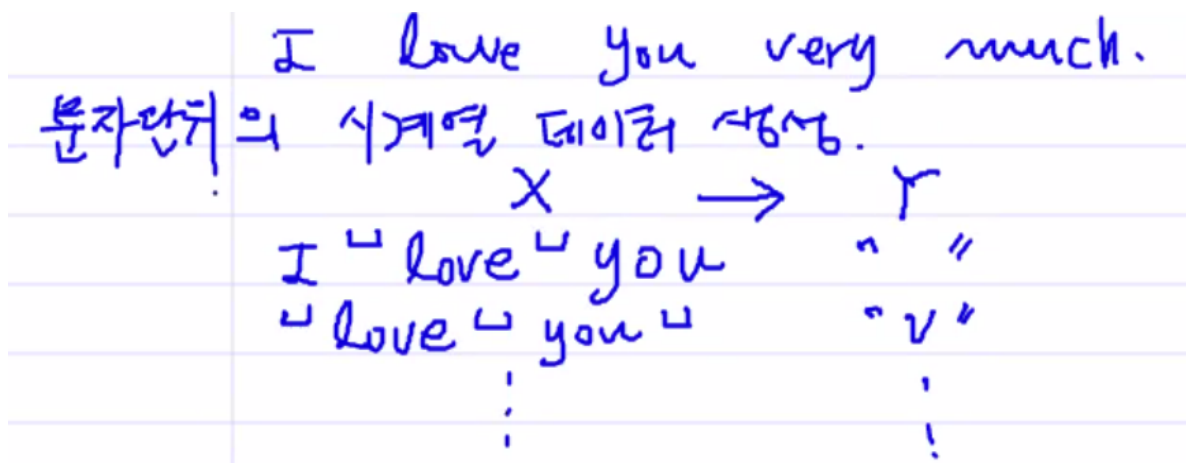 I love you very much.
문자단위의 시계열 데이터 생성.
X → Y
I␣love␣you " "
␣love␣you␣ "v"